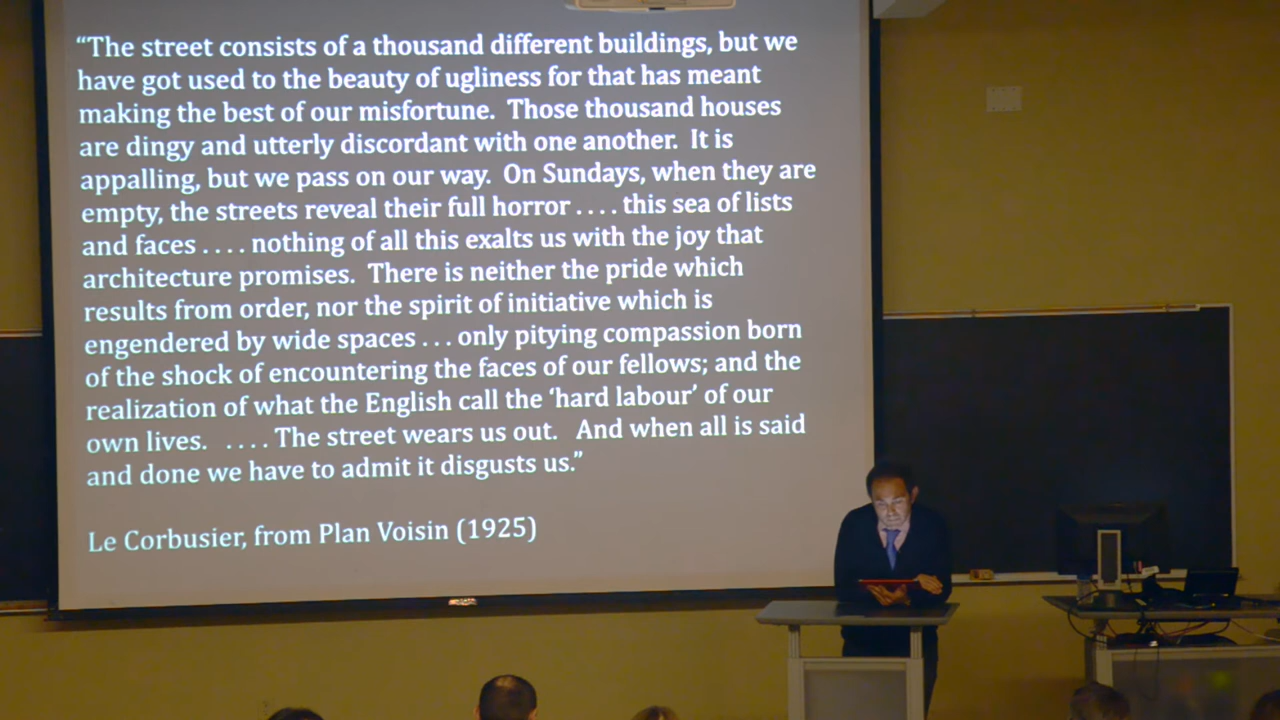 “The street consists of a thousand different buildings, but we
have got used to the beauty of ugliness for that has meant
making the best of our misfortune.  Those thousand houses
are dingy and utterly discordant with one another.  It is
appalling, but we pass on our way.  On Sundays, when they are
empty, the streets reveal their full horror . . . . this sea of lists
and faces . . . . nothing of all this exalts us with the joy that
architecture promises.  There is neither the pride which
results from order, nor the spirit of initiative which is
engendered by wide spaces . . . only pitying compassion born
of the shock of encountering the faces of our fellows; and the
realization of what the English call the ‘hard labour’ of our
own lives.   . . . . The street wears us out.   And when all is said
and done we have to admit it disgusts us.”
Le Corbusier, from Plan Voisin (1925)